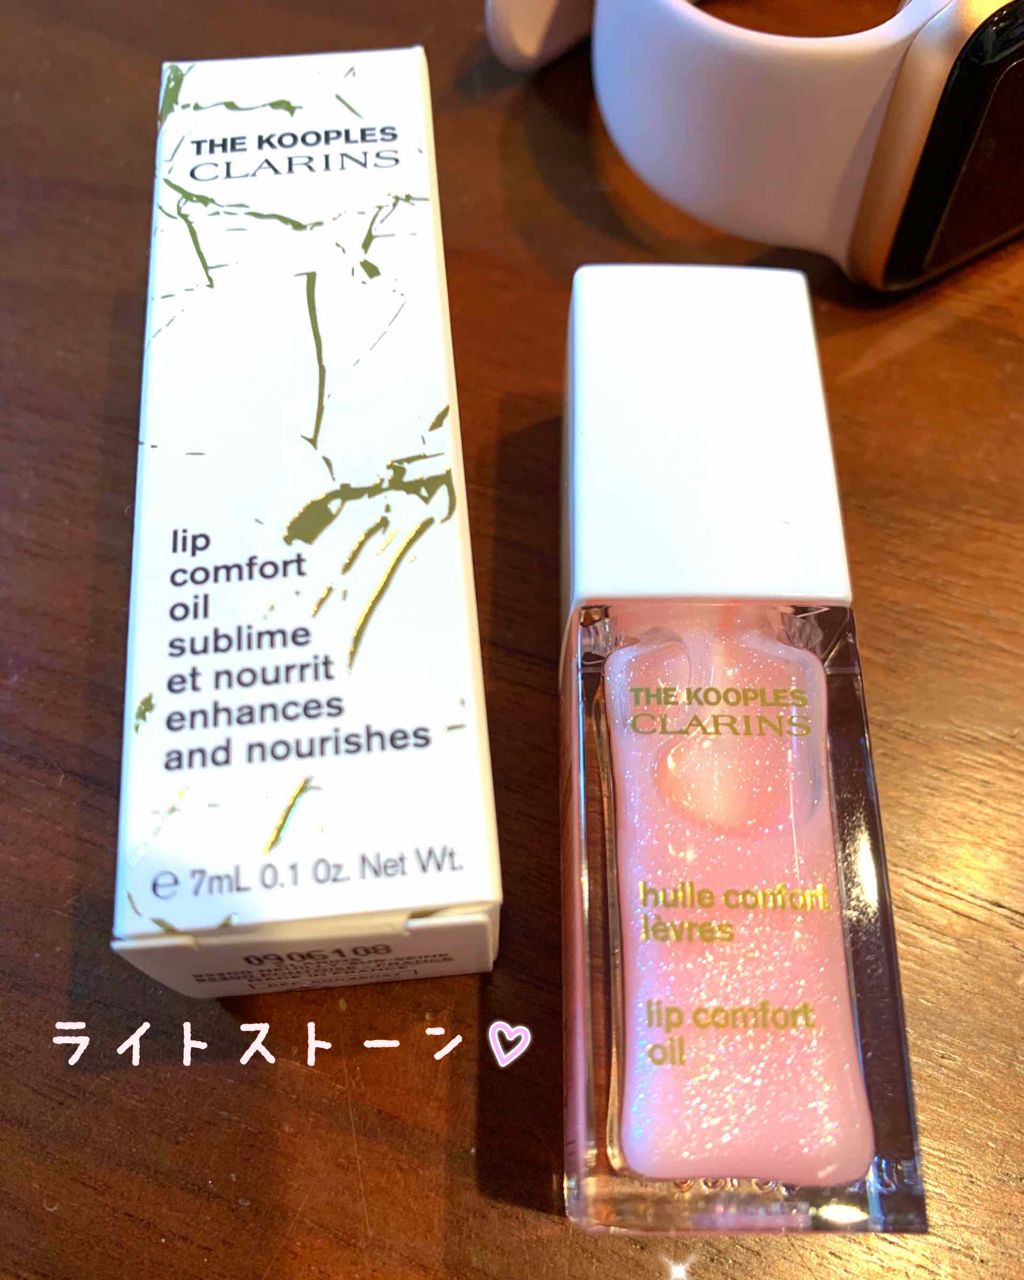 THE KOOPLES
CLARINS
lip
comfort
oil
sublime
et nourrit
enhances
and nourishes
e 7mL 0.1 Oz. Net Wt.
0906108
ライトストーン♡
THE KOOPLES
CLARINS
huile confort
lèvres
lip comfort
oil